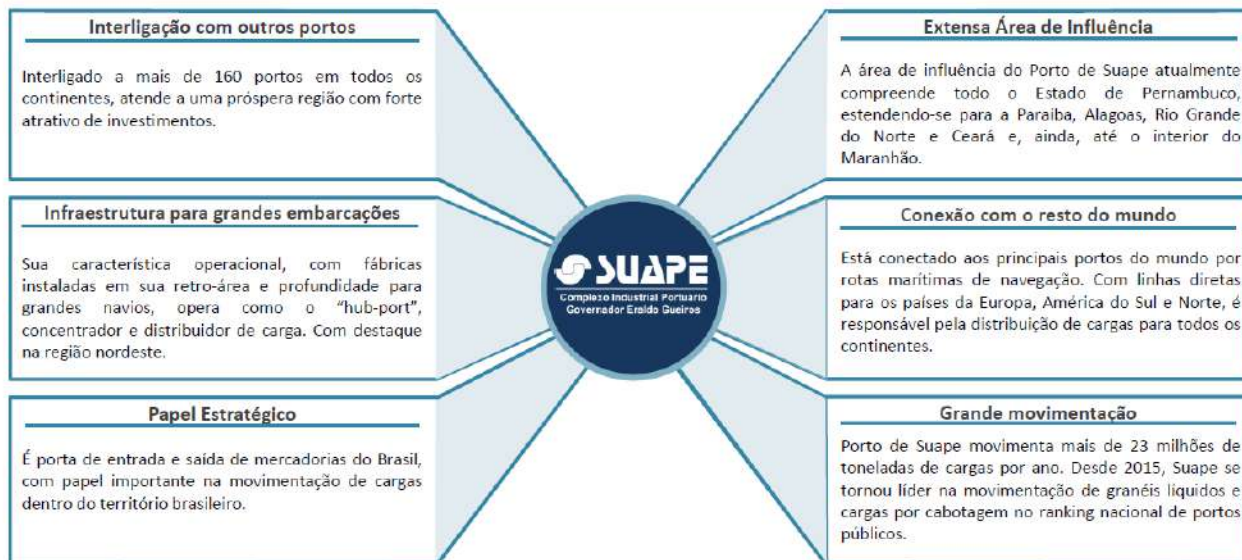 Interligação com outros portos
Interligado a mais de 160 portos em todos os
continentes, atende a uma próspera região com forte
atrativo de investimentos.
Infraestrutura para grandes embarcações
Sua característica operacional, com fábricas
instaladas em sua retro-área e profundidade para
grandes navios, opera como o “hub-port”,
concentrador e distribuidor de carga. Com destaque
na região nordeste.
Papel Estratégico
É porta de entrada e saída de mercadorias do Brasil,
com papel importante na movimentação de cargas
dentro do território brasileiro.
SUAPE
Complexo Industrial Portuário
Governador Eraldo Gueiros
Extensa Área de Influência
A área de influência do Porto de Suape atualmente
compreende todo o Estado de Pernambuco,
estendendo-se para a Paraíba, Alagoas, Rio Grande
do Norte e Ceará e, ainda, até o interior do
Maranhão.
Conexão com o resto do mundo
Está conectado aos principais portos do mundo por
rotas marítimas de navegação. Com linhas diretas
para os países da Europa, América do Sul e Norte, é
responsável pela distribuição de cargas para todos os
continentes.
Grande movimentação
Porto de Suape movimenta mais de 23 milhões de
toneladas de cargas por ano. Desde 2015, Suape se
tornou líder na movimentação de granéis líquidos e
cargas por cabotagem no ranking nacional de portos
públicos.